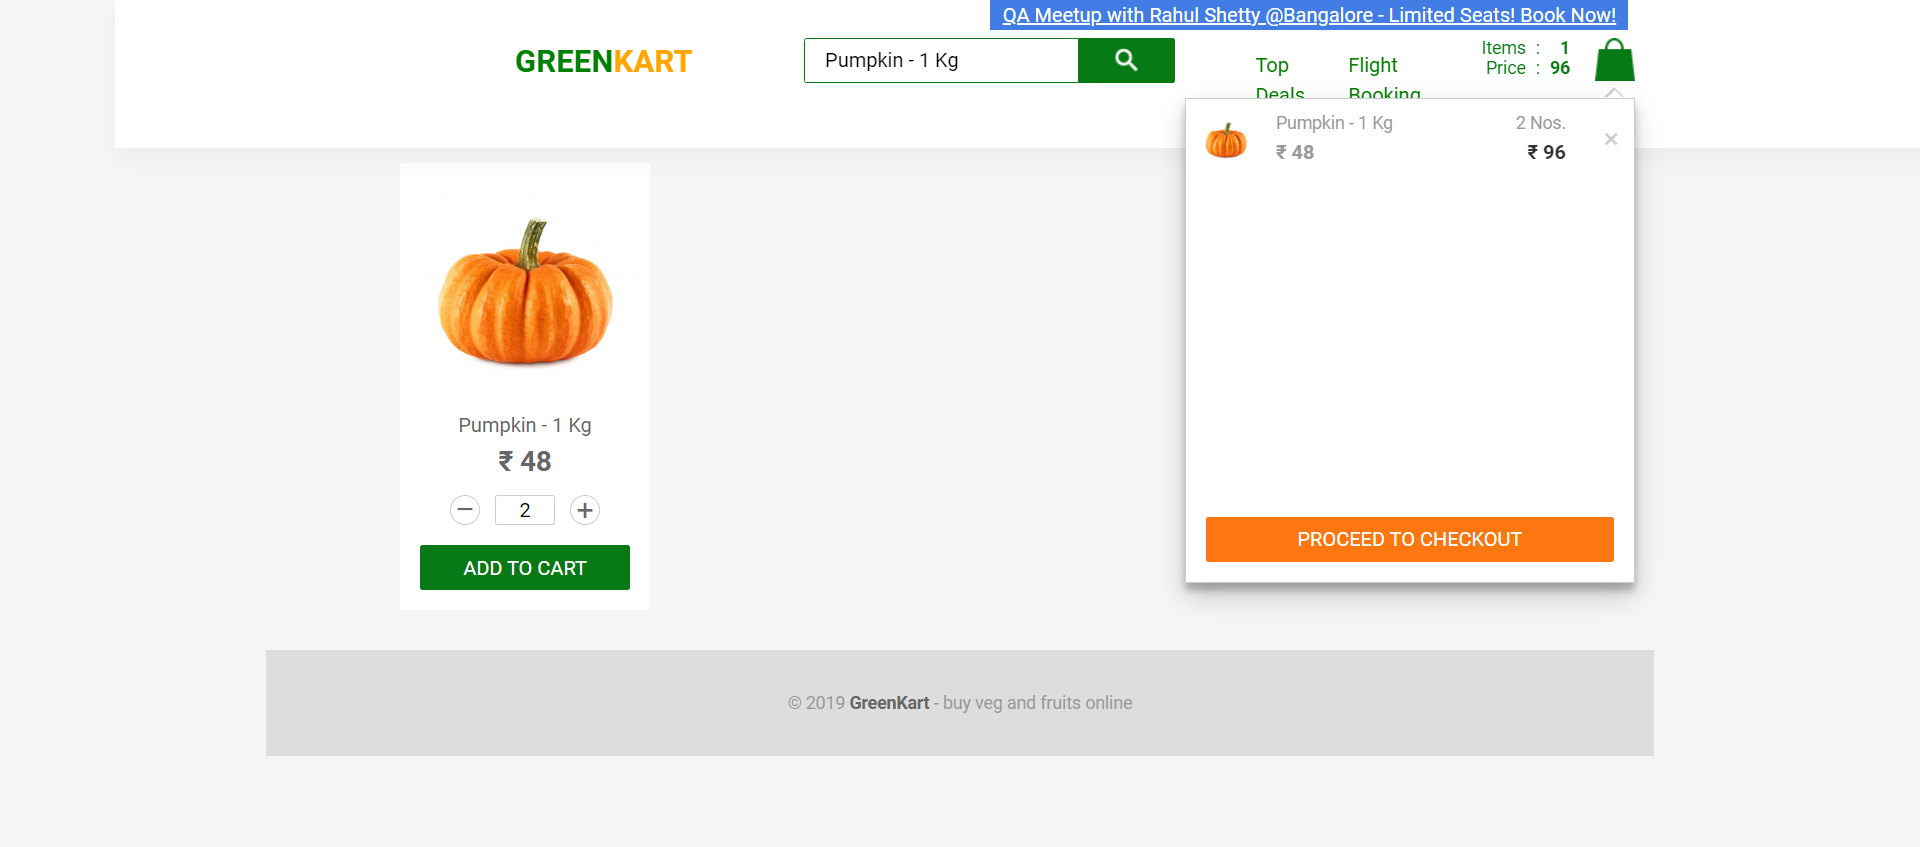 QA Meetup with Rahul Shetty @Bangalore - Limited Seats! Book Now!
GREENKART
Pumpkin - 1 Kg
Top Deals
Flight Booking
Items : 1
Price : 96
Pumpkin - 1 Kg
2 Nos.
×
₹ 48
₹ 96
PROCEED TO CHECKOUT
Pumpkin - 1 Kg
₹ 48
2
ADD TO CART
© 2019 GreenKart - buy veg and fruits online